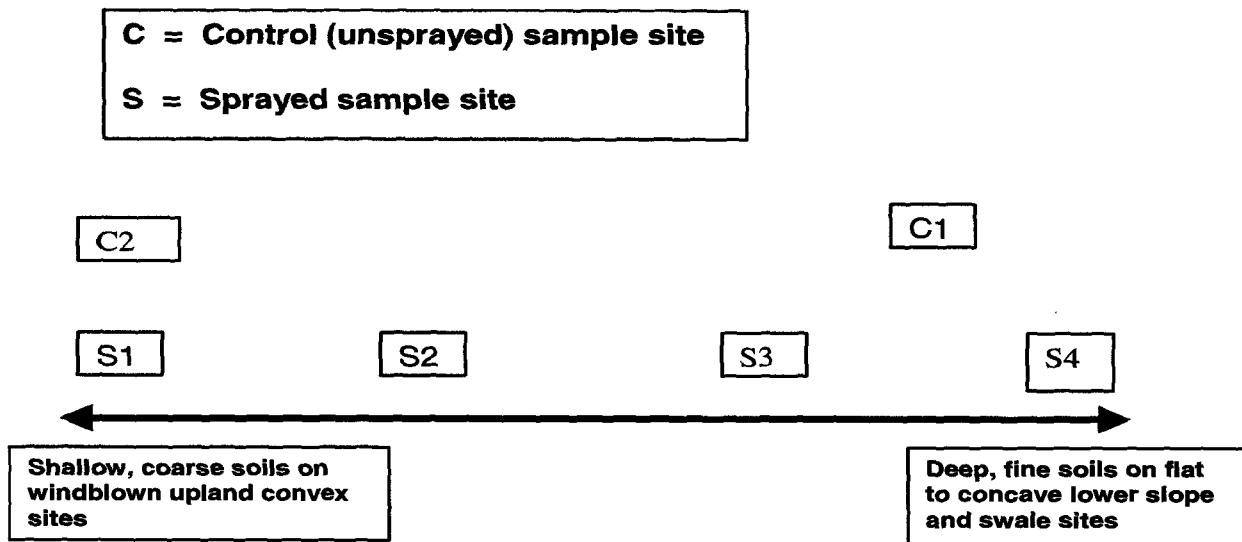 C = Control (unsprayed) sample site
S = Sprayed sample site
C2
C1
S1
S2
S3
S4
Shallow, coarse soils on
windblown upland convex
sites
Deep, fine soils on flat
to concave lower slope
and swale sites